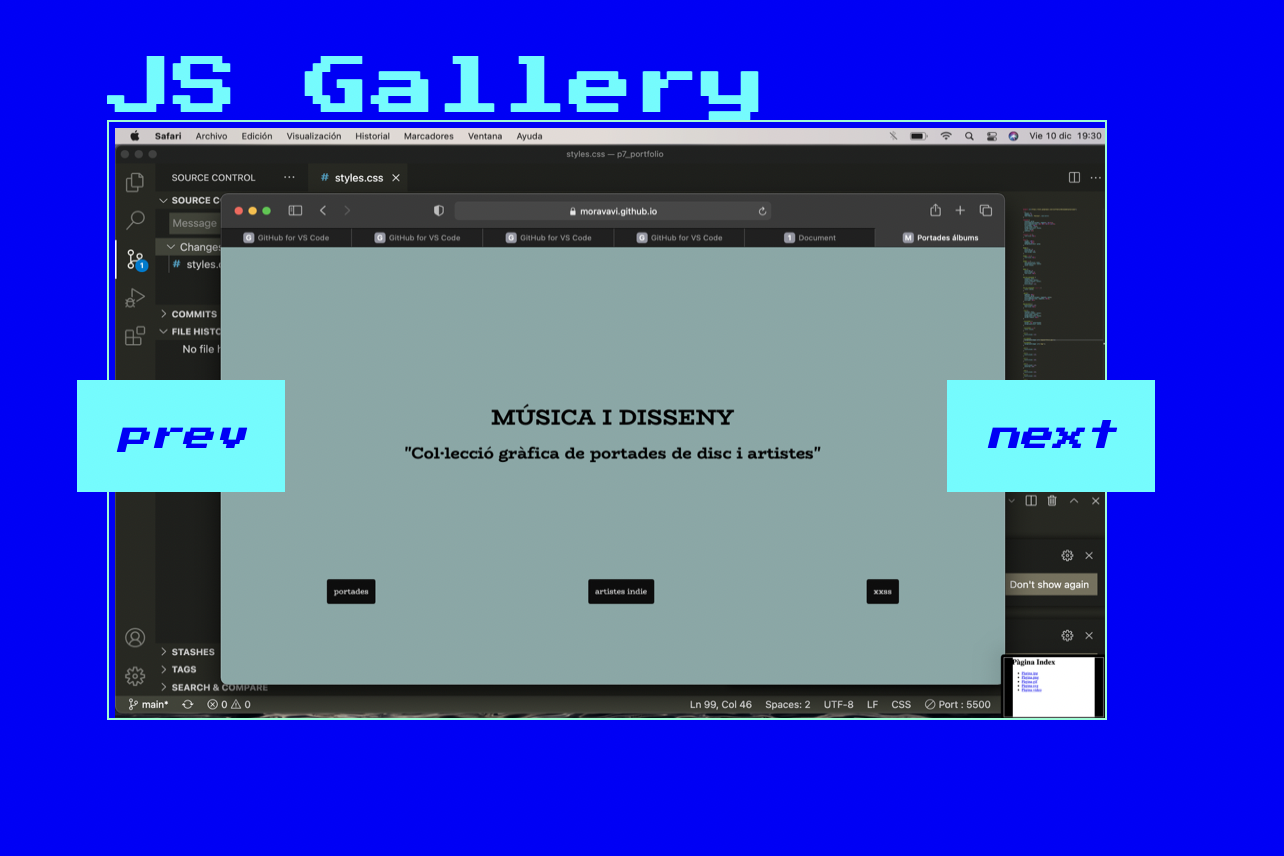 JS Gallery
Safari Archivo Edición Visualización Historial Marcadores Ventana Ayuda Vie 10 dic 19:30
styles.css — p7_portfolio
SOURCE CONTROL ··· # styles.css
SOURCE C
moravavi.github.io
Message
G GitHub for VS Code G GitHub for VS Code G GitHub for VS Code G GitHub for VS Code 1 Document M Portades álbums
Changes
1 # styles.
COMMITS
FILE HISTO
No file h
MÚSICA I DISSENY
prev next
"Col·lecció gràfica de portades de disc i artistes"
Don't show again
portades artistes indie xxss
STASHES
Pàgina Index
TAGS
SEARCH & COMPARE
main* 0 0 Ln 99, Col 46 Spaces: 2 UTF-8 LF CSS Port : 5500